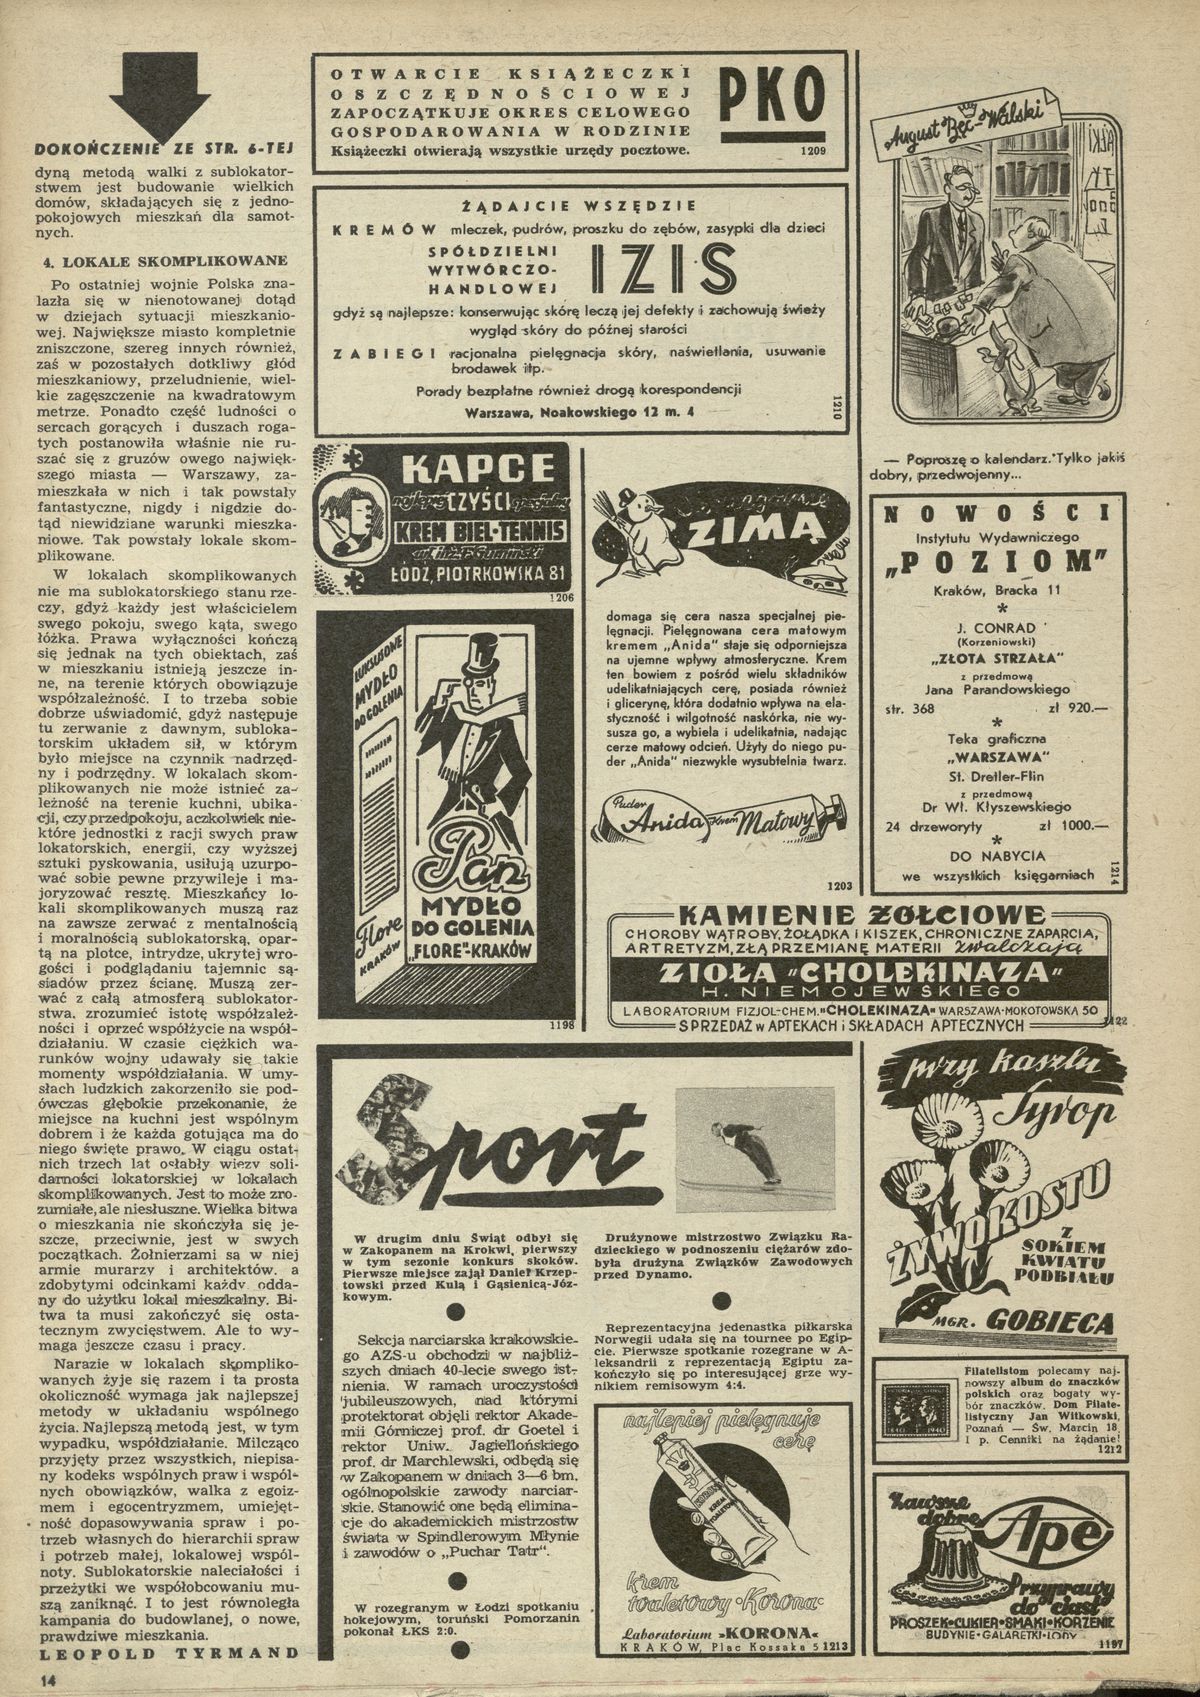 DOKOŃCZENIE ZE STR. 6-TEJ
dyną metodą walki z sublokator-
stwem jest budowanie wielkich
domów, składających się z jedno-
pokojowych mieszkań dla samot-
nych.
4. LOKALE SKOMPLIKOWANE
Po ostatniej wojnie Polska zna-
lazła się w nienotowanej dotąd
w dziejach sytuacji mieszkanio-
wej. Największe miasto kompletnie
zniszczone, szereg innych również,
zaś w pozostałych dotkliwy głód
mieszkaniowy, przeludnienie, wiel-
kie zagęszczenie na kwadratowym
metrze. Ponadto część ludności o
sercach gorących i duszach roga-
tych postanowiła właśnie nie ru-
szać się z gruzów owego najwięk-
szego miasta — Warszawy, za-
mieszkała w nich i tak powstały
fantastyczne, nigdy i nigdzie do-
tąd niewidziane warunki mieszka-
niowe. Tak powstały lokale skom-
plikowane.
W lokalach skomplikowanych
nie ma sublokatorskiego stanu rze-
czy, gdyż każdy jest właścicielem
swego pokoju, swego kąta, swego
łóżka. Prawa wyłączności kończą
się jednak na tych obiektach, zaś
w mieszkaniu istnieją jeszcze in-
ne, na terenie których obowiązuje
współzależność. I to trzeba sobie
dobrze uświadomić, gdyż następuje
tu zerwanie z dawnym, subloka-
torskim układem sił, w którym
było miejsce na czynnik nadrzęd-
ny i podrzędny. W lokalach skom-
plikowanych nie może istnieć za-
leżność na terenie kuchni, ubika-
cji, czy przedpokoju, aczkolwiek nie-
które jednostki z racji swych praw
lokatorskich, energii, czy wyższej
sztuki pyskowania, usiłują uzurpo-
wać sobie pewne przywileje i ma-
joryzować resztę. Mieszkańcy lo-
kali skomplikowanych muszą raz
na zawsze zerwać z mentalnością
i moralnością sublokatorską, opar-
tą na plotce, intrydze, ukrytej wro-
gości i podglądaniu tajemnic są-
siadów przez ścianę. Muszą zer-
wać z całą atmosferą sublokator-
stwa, zrozumieć istotę współzależ-
ności i oprzeć współżycie na współ-
działaniu. W czasie ciężkich wa-
runków wojny udawały się takie
momenty współdziałania. W umy-
słach ludzkich zakorzeniło sie pod-
ówczas głębokie przekonanie, że
miejsce na kuchni jest wspólnym
dobrem i że każda gotująca ma do
niego święte prawo. W ciągu ostat-
nich trzech lat osłabły więzy soli-
darności lokatorskiej w lokalach
skomplikowanych. Jest to może zro-
zumiałe, ale niesłuszne. Wielka bitwa
o mieszkania nie skończyła się je-
szcze, przeciwnie, jest w swych
początkach. Żołnierzami są w niej
armie murarzy i architektów, a
zdobytymi odcinkami każdy odda-
ny do użytku lokal mieszkalny. Bi-
twa ta musi zakończyć się osta-
tecznym zwycięstwem. Ale to wy-
maga jeszcze czasu i pracy.
Narazie w lokalach skompliko-
wanych żyje się razem i ta prosta
okoliczność wymaga jak najlepszej
metody w układaniu wspólnego
życia. Najlepszą metodą jest, w tym
wypadku, współdziałanie. Milcząco
przyjęty przez wszystkich, niepisa-
ny kodeks wspólnych praw i wspól-
nych obowiązków, walka z egoiz-
mem i egocentryzmem, umiejęt-
ność dopasowywania spraw i po-
trzeb własnych do hierarchii spraw
i potrzeb małej, lokalowej wspól-
noty. Sublokatorskie naleciałości i
przeżytki we współobcowaniu mu-
szą zaniknąć. I to jest równoległa
kampania do budowlanej, o nowe,
prawdziwe mieszkania.
LEOPOLD TYRMAND
14
OTWARCIE KSIĄŻECZKI
OSZCZĘDNOŚCIOWEJ
ZAPOCZĄTKUJE OKRES CELOWEGO
GOSPODAROWANIA W RODZINIE
Książeczki otwierają wszystkie urzędy pocztowe.
PKO
1209
ŻĄDAJCIE WSZĘDZIE
KREMÓW mleczek, pudrów, proszku do zębów, zasypki dla dzieci
SPÓŁDZIELNI
WYTWÓRCZO-
HANDLOWEJ
IZIS
gdyż są najlepsze: konserwując skórę leczą jej defekty i zachowują świeży
wygląd skóry do późnej starości
ZABIEGI racjonalna pielęgnacja skóry, naświetlania, usuwanie
brodawek itp.
Porady bezpłatne również drogą korespondencji
Warszawa, Noakowskiego 12 m. 4
1210
KAPCE
najlepiej CZYŚCI specjalny
KREM BIEL-TENNIS
ŁÓDŹ, PIOTRKOWSKA 81
1206
LUKSUSOWE
MYDŁO
DO GOLENIA
Flore
KRAKÓW
Pan
MYDŁO
DO GOLENIA
„FLORE"-KRAKÓW
1198
ZIMĄ
domaga się cera nasza specjalnej pie-
lęgnacji. Pielęgnowana cera matowym
kremem „Anida" staje się odporniejsza
na ujemne wpływy atmosferyczne. Krem
ten bowiem z pośród wielu składników
udelikatniających cerę, posiada również
i glicerynę, która dodatnio wpływa na ela-
styczność i wilgotność naskórka, nie wy-
susza go, a wybiela i udelikatnia, nadając
cerze matowy odcień. Użyty do niego pu-
der „Anida" niezwykle wysubtelnia twarz.
Puder
Anida Krem Matowy
1203
August Bęc-Walski
— Poproszę o kalendarz. Tylko jakiś
dobry, przedwojenny...
NOWOŚCI
Instytutu Wydawniczego
„POZIOM"
Kraków, Bracka 11
*
J. CONRAD
(Korzeniowski)
„ZŁOTA STRZAŁA"
z przedmową
Jana Parandowskiego
str. 368 zł 920.—
*
Teka graficzna
„WARSZAWA"
St. Dretler-Flin
z przedmową
Dr Wł. Kłyszewskiego
24 drzeworyty zł 1000.—
*
DO NABYCIA
we wszystkich księgarniach
1214
KAMIENIE ŻÓŁCIOWE
CHOROBY WĄTROBY, ŻOŁĄDKA I KISZEK, CHRONICZNE ZAPARCIA,
ARTRETYZM, ZŁĄ PRZEMIANĘ MATERII zwalczają
ZIOŁA „CHOLEKINAZA"
H. NIEMOJEWSKIEGO
LABORATORIUM FIZJOL-CHEM. „CHOLEKINAZA" WARSZAWA-MOKOTOWSKA 50
SPRZEDAŻ w APTEKACH i SKŁADACH APTECZNYCH
1122
Sport
W drugim dniu Świąt odbył się
w Zakopanem na Krokwi, pierwszy
w tym sezonie konkurs skoków.
Pierwsze miejsce zajął Daniel Krzep-
towski przed Kulą i Gąsienicą-Józ-
kowym.
Sekcja narciarska krakowskie-
go AZS-u obchodzi w najbliż-
szych dniach 40-lecie swego ist-
nienia. W ramach uroczystości
jubileuszowych, nad którymi
protektorat objęli rektor Akade-
mii Górniczej prof. dr Goetel i
rektor Uniw. Jagiellońskiego
prof. dr Marchlewski, odbędą się
w Zakopanem w dniach 3—6 bm.
ogólnopolskie zawody narciar-
skie. Stanowić one będą elimina-
cje do akademickich mistrzostw
świata w Spindlerowym Młynie
i zawodów o „Puchar Tatr".
W rozegranym w Łodzi spotkaniu
hokejowym, toruński Pomorzanin
pokonał ŁKS 2:0.
Drużynowe mistrzostwo Związku Ra-
dzieckiego w podnoszeniu ciężarów zdo-
była drużyna Związków Zawodowych
przed Dynamo.
Reprezentacyjna jedenastka piłkarska
Norwegii udała się na tournee po Egip-
cie. Pierwsze spotkanie rozegrane w A-
leksandrii z reprezentacją Egiptu za-
kończyło się po interesującej grze wy-
nikiem remisowym 4:4.
najlepiej pielęgnuje
cerę
KORONA
KREM
TOALETOWY
krem
toaletowy „Korona"
Laboratorium »KORONA«
KRAKÓW, Plac Kossaka 5 1213
przy kaszlu
Syrop
ŻYWOKOSTU
Z
SOKIEM
KWIATU
PODBIAŁU
MGR. GOBIECA
Filatelistom polecamy naj-
nowszy album do znaczków
polskich oraz bogaty wy-
bór znaczków. Dom Filate-
listyczny Jan Witkowski,
Poznań — Św. Marcin 18
I p. Cenniki na żądanie!
1212
1840 1940
Zawsze
dobre
Ape
Przyprawy
do ciast
PROSZEK•CUKIER•SMAKI•KORZENIE
BUDYNIE•GALARETKI•LODY
1197